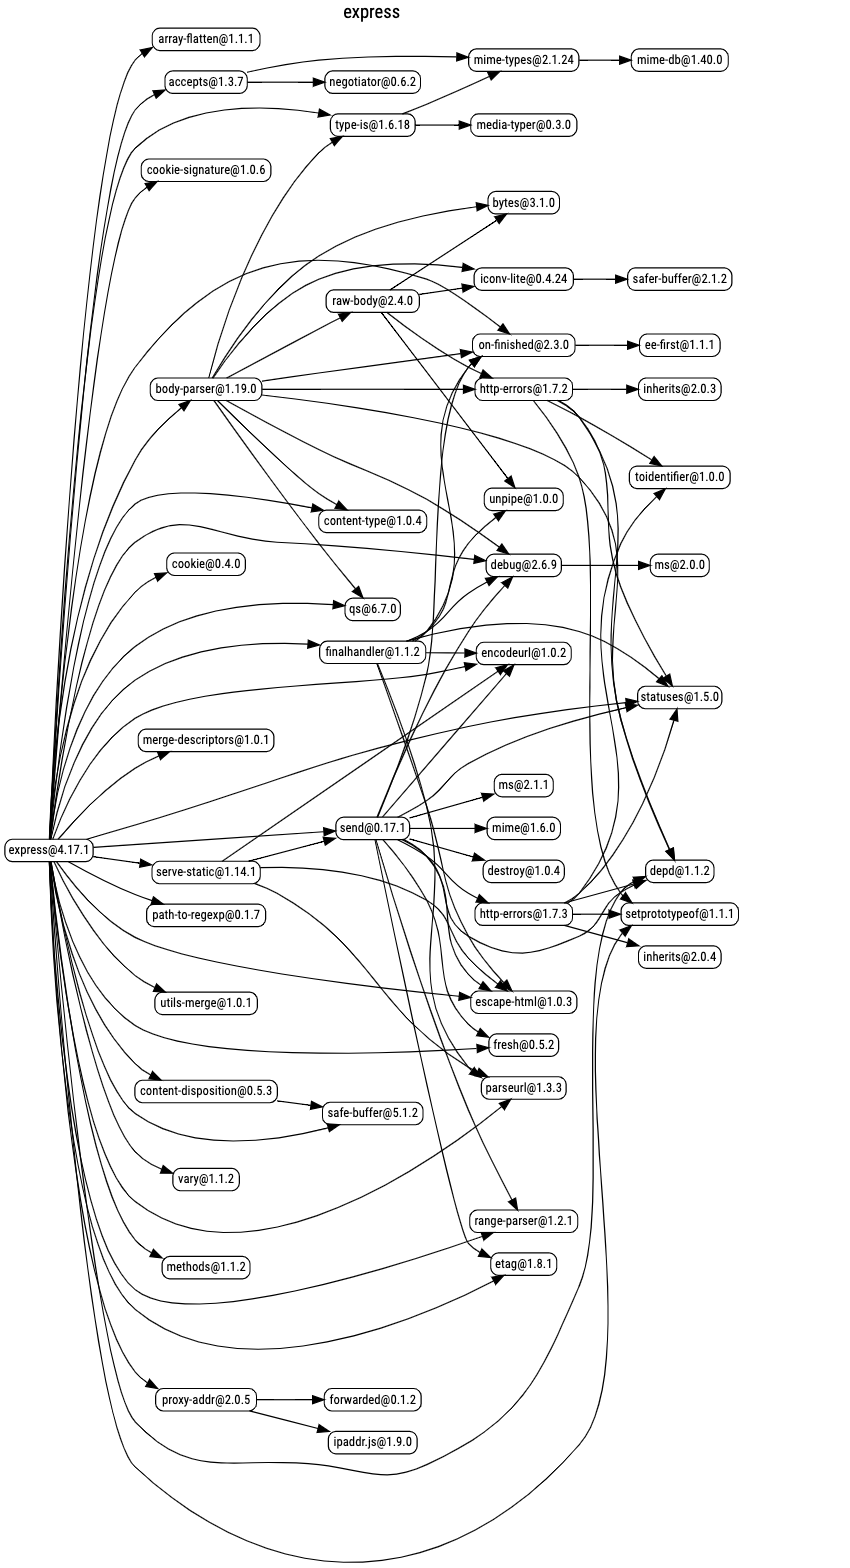 express
array-flatten@1.1.1
mime-types@2.1.24
mime-db@1.40.0
accepts@1.3.7
negotiator@0.6.2
type-is@1.6.18
media-typer@0.3.0
cookie-signature@1.0.6
bytes@3.1.0
iconv-lite@0.4.24
safer-buffer@2.1.2
raw-body@2.4.0
on-finished@2.3.0
ee-first@1.1.1
body-parser@1.19.0
http-errors@1.7.2
inherits@2.0.3
toidentifier@1.0.0
unpipe@1.0.0
content-type@1.0.4
cookie@0.4.0
debug@2.6.9
ms@2.0.0
qs@6.7.0
finalhandler@1.1.2
encodeurl@1.0.2
statuses@1.5.0
merge-descriptors@1.0.1
ms@2.1.1
send@0.17.1
mime@1.6.0
express@4.17.1
serve-static@1.14.1
destroy@1.0.4
depd@1.1.2
path-to-regexp@0.1.7
http-errors@1.7.3
setprototypeof@1.1.1
inherits@2.0.4
utils-merge@1.0.1
escape-html@1.0.3
fresh@0.5.2
content-disposition@0.5.3
parseurl@1.3.3
safe-buffer@5.1.2
vary@1.1.2
range-parser@1.2.1
methods@1.1.2
etag@1.8.1
proxy-addr@2.0.5
forwarded@0.1.2
ipaddr.js@1.9.0